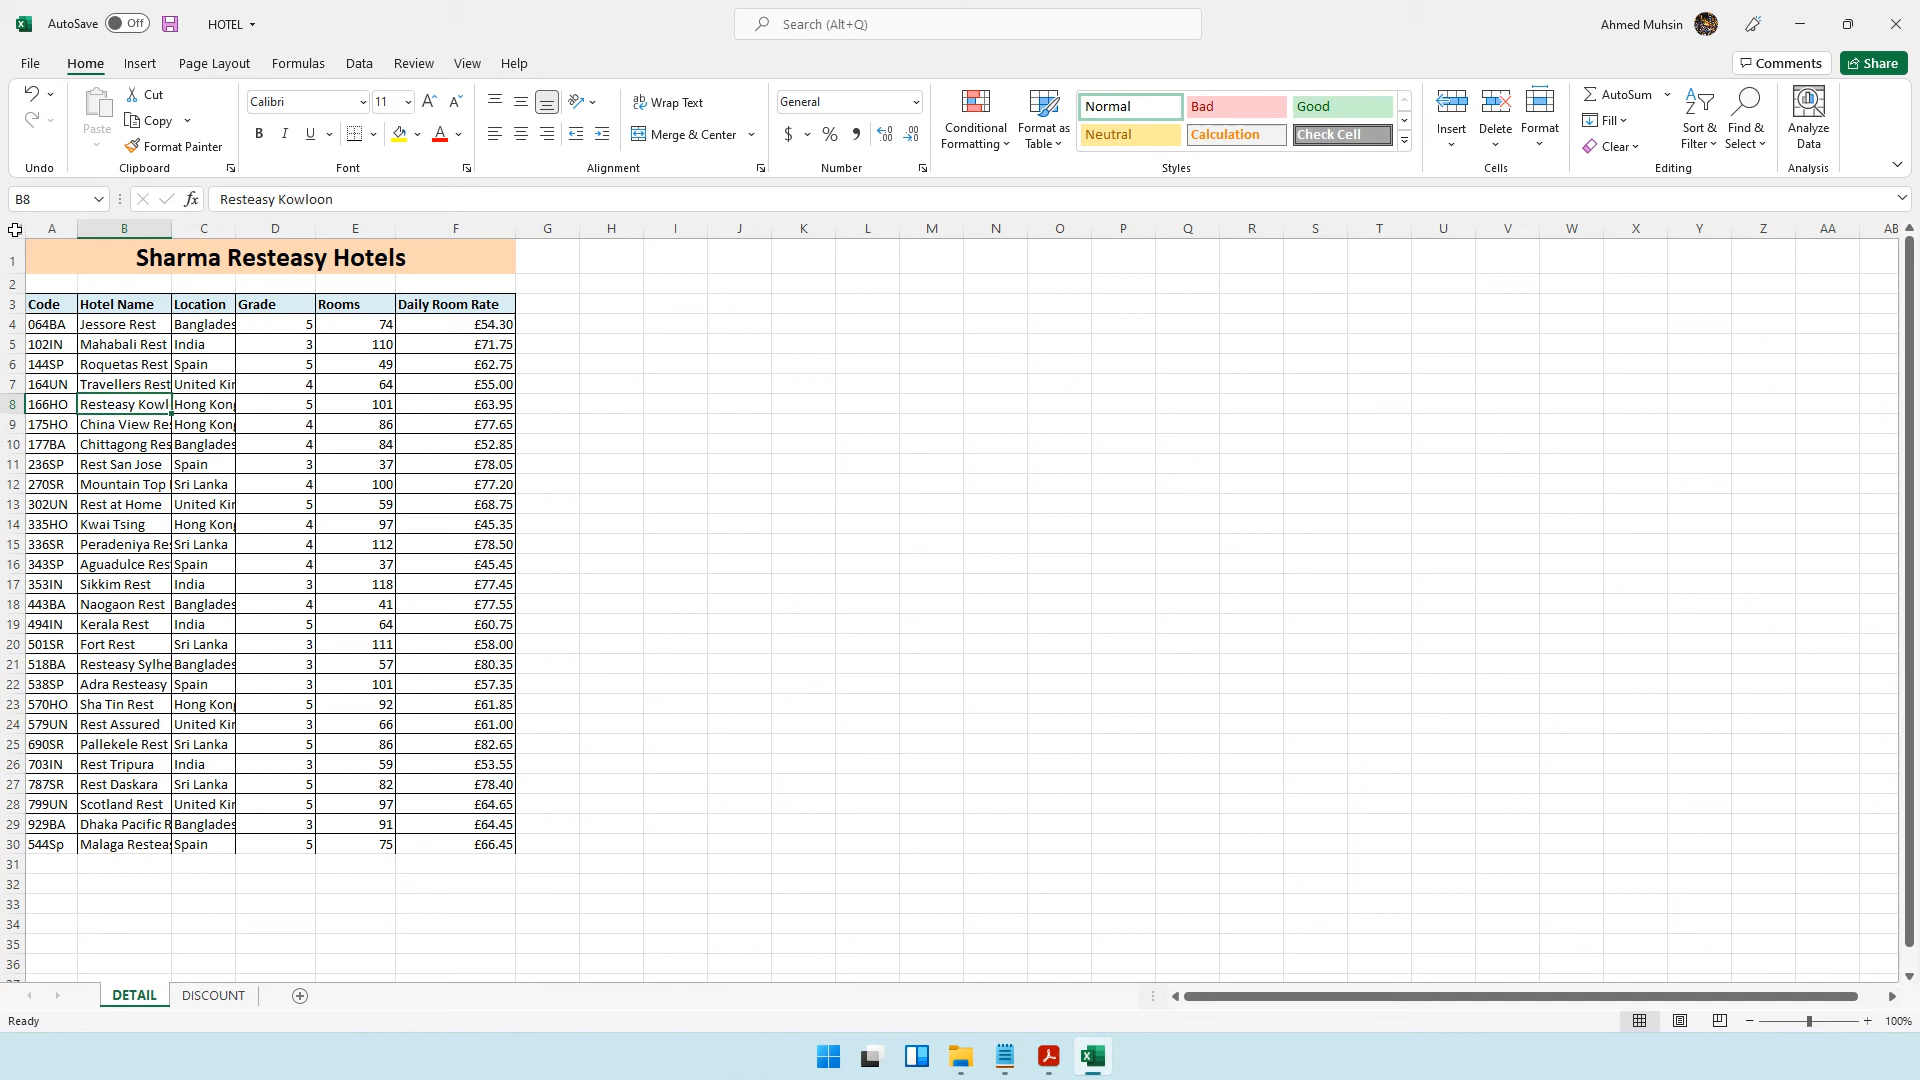 AutoSave Off HOTEL Search (Alt+Q) Ahmed Muhsin
File Home Insert Page Layout Formulas Data Review View Help Comments Share
Cut Calibri 11 Wrap Text General Normal Bad Good AutoSum
Paste Copy Conditional Formatting Format as Table Insert Delete Format Fill Sort & Filter Find & Select Analyze Data
Format Painter B I U A Merge & Center $ % Neutral Calculation Check Cell Clear
Undo Clipboard Font Alignment Number Styles Cells Editing Analysis
B8 fx Resteasy Kowloon
A B C D E F G H I J K L M N O P Q R S T U V W X Y Z AA AB
1 Sharma Resteasy Hotels
2
3 Code Hotel Name Location Grade Rooms Daily Room Rate
4 064BA Jessore Rest Banglades 5 74 £54.30
5 102IN Mahabali Rest India 3 110 £71.75
6 144SP Roquetas Rest Spain 5 49 £62.75
7 164UN Travellers Rest United Kin 4 64 £55.00
8 166HO Resteasy Kowl Hong Kong 5 101 £63.95
9 175HO China View Res Hong Kong 4 86 £77.65
10 177BA Chittagong Res Banglades 4 84 £52.85
11 236SP Rest San Jose Spain 3 37 £78.05
12 270SR Mountain Top Sri Lanka 4 100 £77.20
13 302UN Rest at Home United Kin 5 59 £68.75
14 335HO Kwai Tsing Hong Kong 4 97 £45.35
15 336SR Peradeniya Res Sri Lanka 4 112 £78.50
16 343SP Aguadulce Res Spain 4 37 £45.45
17 353IN Sikkim Rest India 3 118 £77.45
18 443BA Naogaon Rest Banglades 4 41 £77.55
19 494IN Kerala Rest India 5 64 £60.75
20 501SR Fort Rest Sri Lanka 3 111 £58.00
21 518BA Resteasy Sylhe Banglades 3 57 £80.35
22 538SP Adra Resteasy Spain 3 101 £57.35
23 570HO Sha Tin Rest Hong Kong 5 92 £61.85
24 579UN Rest Assured United Kin 3 66 £61.00
25 690SR Pallekele Rest Sri Lanka 5 86 £82.65
26 703IN Rest Tripura India 3 59 £53.55
27 787SR Rest Daskara Sri Lanka 5 82 £78.40
28 799UN Scotland Rest United Kin 5 97 £64.65
29 929BA Dhaka Pacific R Banglades 3 91 £64.45
30 544Sp Malaga Resteas Spain 5 75 £66.45
31
32
33
34
35
36
DETAIL DISCOUNT
Ready 100%